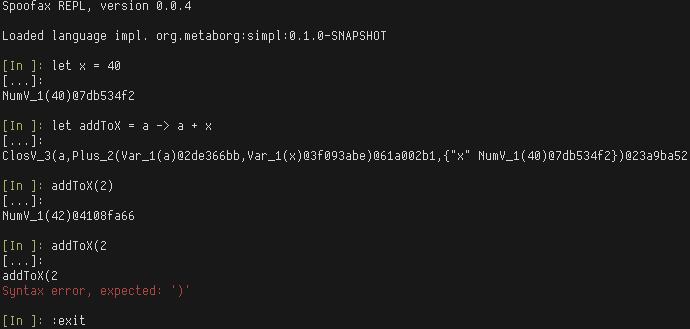 Spoofax REPL, version 0.0.4
Loaded language impl. org.metaborg:simpl:0.1.0-SNAPSHOT
[In ]: let x = 40
[...]:
NumV_1(40)@7db534f2
[In ]: let addToX = a -> a + x
[...]:
ClosV_3(a,Plus_2(Var_1(a)@2de366bb,Var_1(x)@3f093abe)@61a002b1,{"x" NumV_1(40)@7db534f2})@23a9ba52
[In ]: addToX(2)
[...]:
NumV_1(42)@4108fa66
[In ]: addToX(2
[...]:
addToX(2
Syntax error, expected: ')'
[In ]: :exit